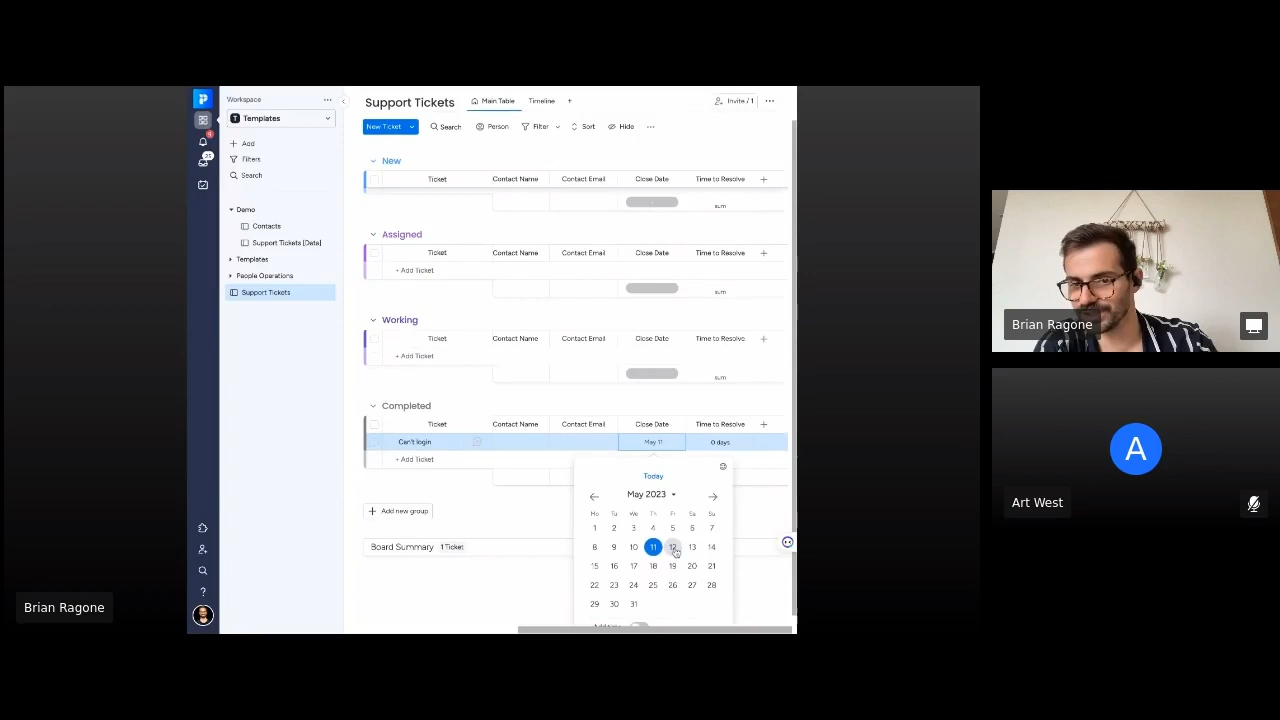 Workspace
Templates
Add
Filters
Search
Demo
Contacts
Support Tickets [Data]
Templates
People Operations
Support Tickets
Support Tickets
Main Table
Timeline
+
Invite / 1
New Ticket
Search
Person
Filter
Sort
Hide
New
Ticket Contact Name Contact Email Close Date Time to Resolve +
- sum
Assigned
Ticket Contact Name Contact Email Close Date Time to Resolve +
+ Add Ticket
sum
Working
Ticket Contact Name Contact Email Close Date Time to Resolve +
+ Add Ticket
sum
Completed
Ticket Contact Name Contact Email Close Date Time to Resolve +
Can't login May 11 0 days
+ Add Ticket
+ Add new group
Board Summary 1 Ticket
Today
May 2023
Mo Tu We Th Fr Sa Su
1 2 3 4 5 6 7
8 9 10 11 12 13 14
15 16 17 18 19 20 21
22 23 24 25 26 27 28
29 30 31
Brian Ragone
Brian Ragone
A
Art West